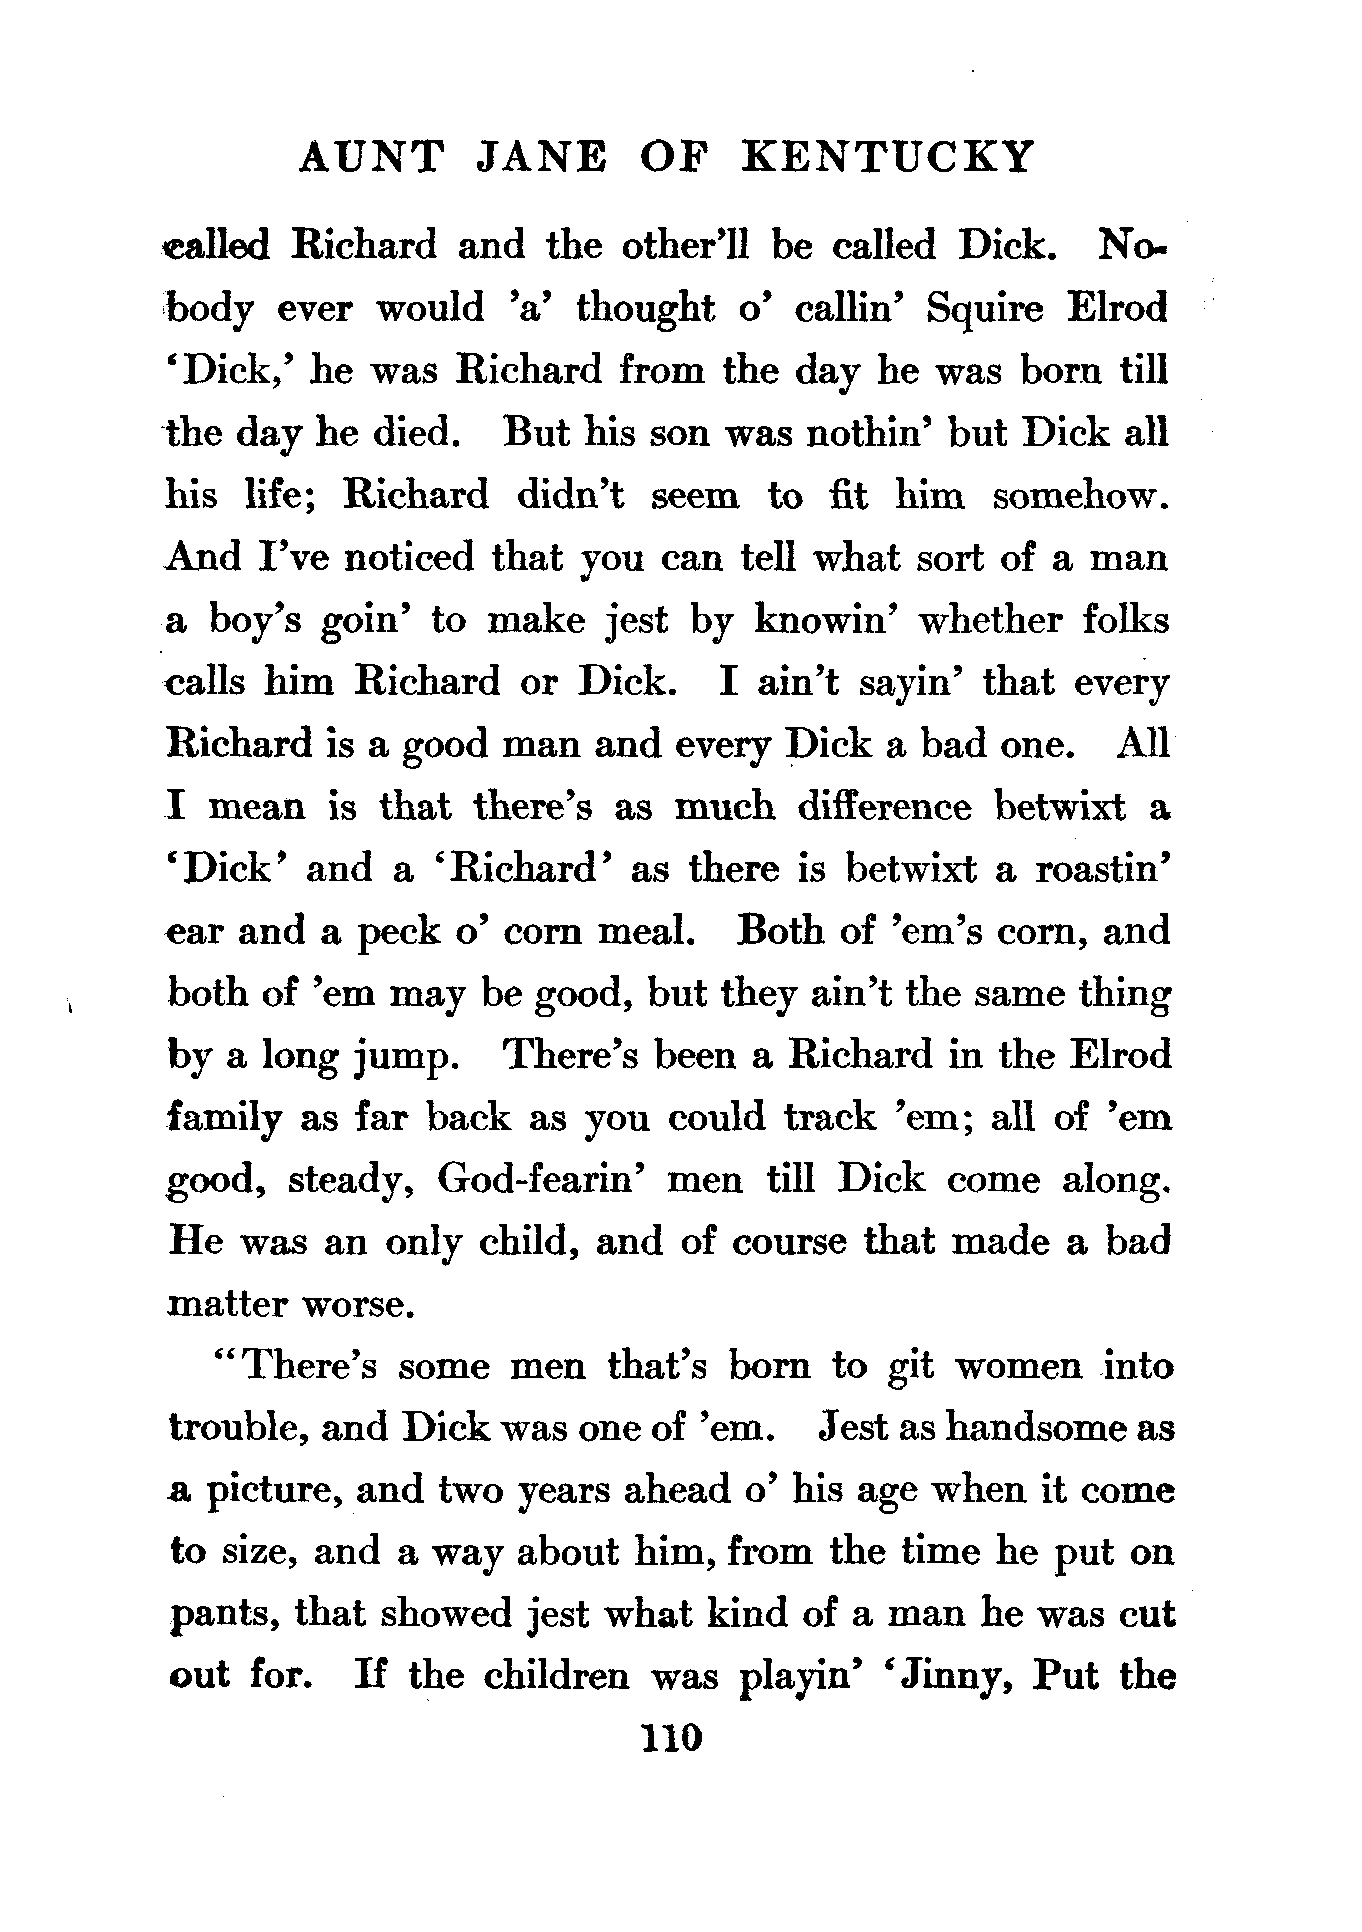 AUNT JANE OF KENTUCKY
called Richard and the other'll be called Dick. No-
body ever would 'a' thought o' callin' Squire Elrod
'Dick,' he was Richard from the day he was born till
the day he died. But his son was nothin' but Dick all
his life; Richard didn't seem to fit him somehow.
And I've noticed that you can tell what sort of a man
a boy's goin' to make jest by knowin' whether folks
calls him Richard or Dick. I ain't sayin' that every
Richard is a good man and every Dick a bad one. All
I mean is that there's as much difference betwixt a
'Dick' and a 'Richard' as there is betwixt a roastin'
ear and a peck o' corn meal. Both of 'em's corn, and
both of 'em may be good, but they ain't the same thing
by a long jump. There's been a Richard in the Elrod
family as far back as you could track 'em; all of 'em
good, steady, God-fearin' men till Dick come along.
He was an only child, and of course that made a bad
matter worse.
"There's some men that's born to git women into
trouble, and Dick was one of 'em. Jest as handsome as
a picture, and two years ahead o' his age when it come
to size, and a way about him, from the time he put on
pants, that showed jest what kind of a man he was cut
out for. If the children was playin' 'Jinny, Put the
110